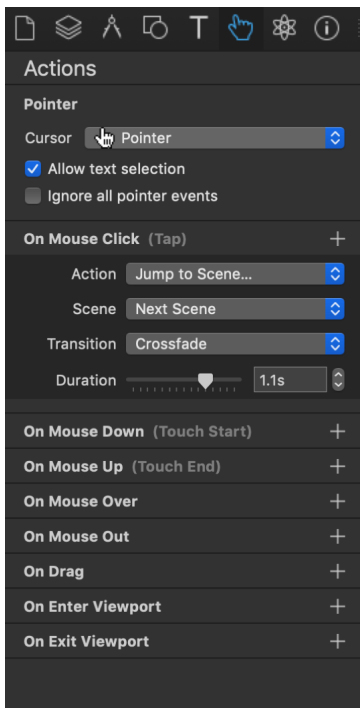 Actions
Pointer
Cursor Pointer
Allow text selection
Ignore all pointer events
On Mouse Click (Tap)
Action Jump to Scene...
Scene Next Scene
Transition Crossfade
Duration 1.1s
On Mouse Down (Touch Start)
On Mouse Up (Touch End)
On Mouse Over
On Mouse Out
On Drag
On Enter Viewport
On Exit Viewport